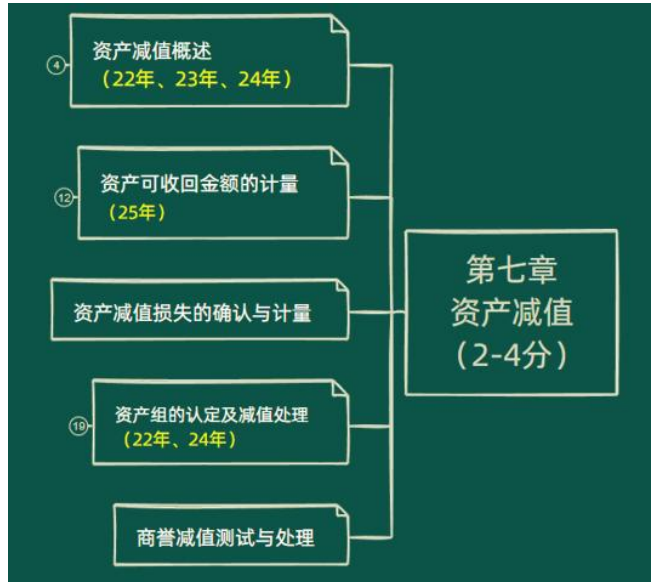 资产减值概述
（22年、23年、24年）
④
资产可收回金额的计量
（25年）
⑫
资产减值损失的确认与计量
资产组的认定及减值处理
（22年、24年）
⑲
商誉减值测试与处理
第七章
资产减值
（2-4分）